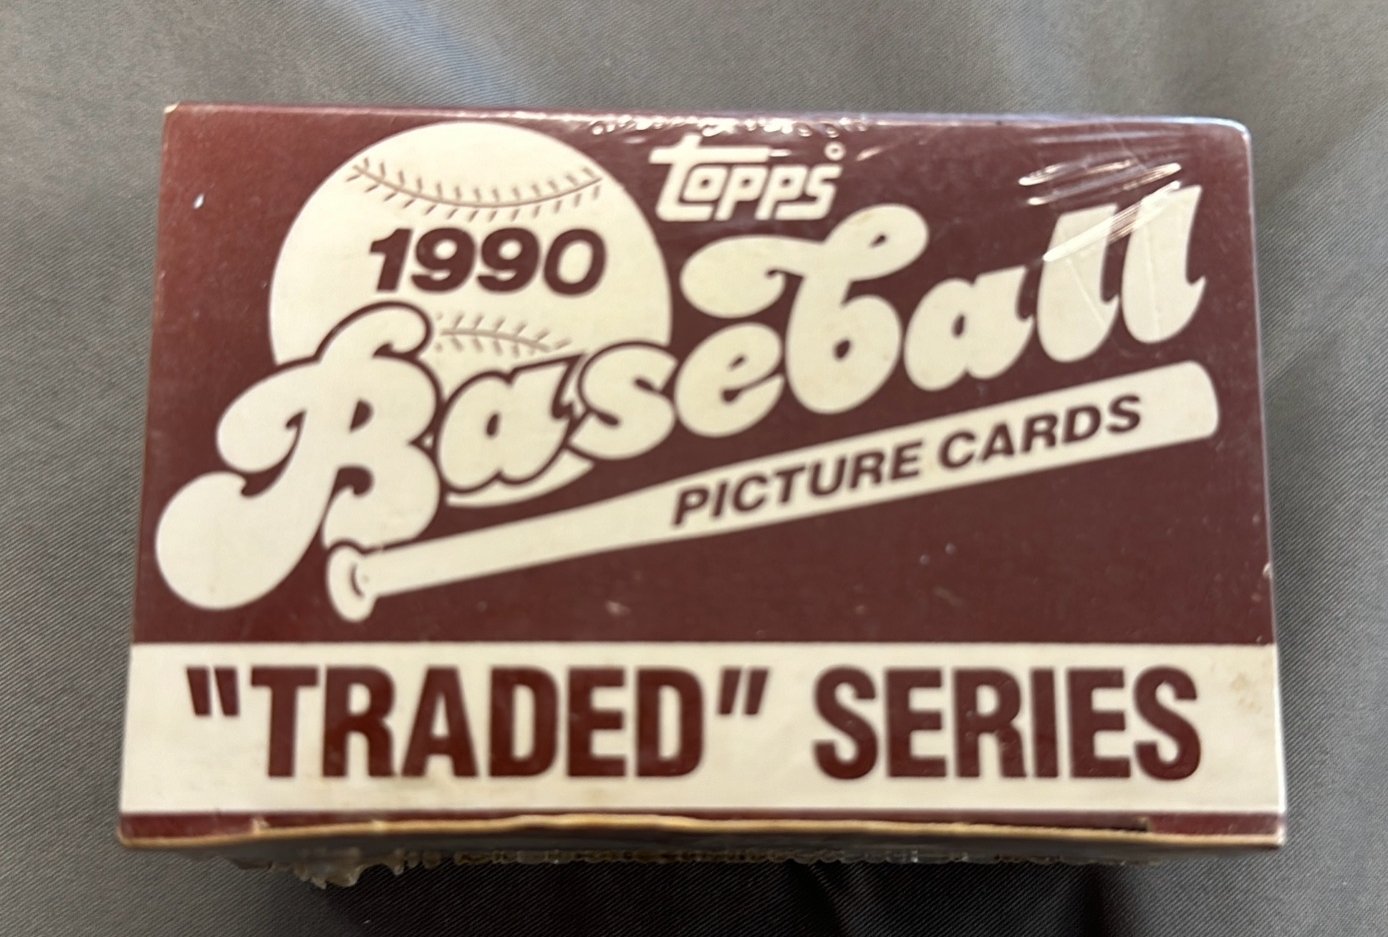 topps
1990
Baseball
PICTURE CARDS
"TRADED" SERIES